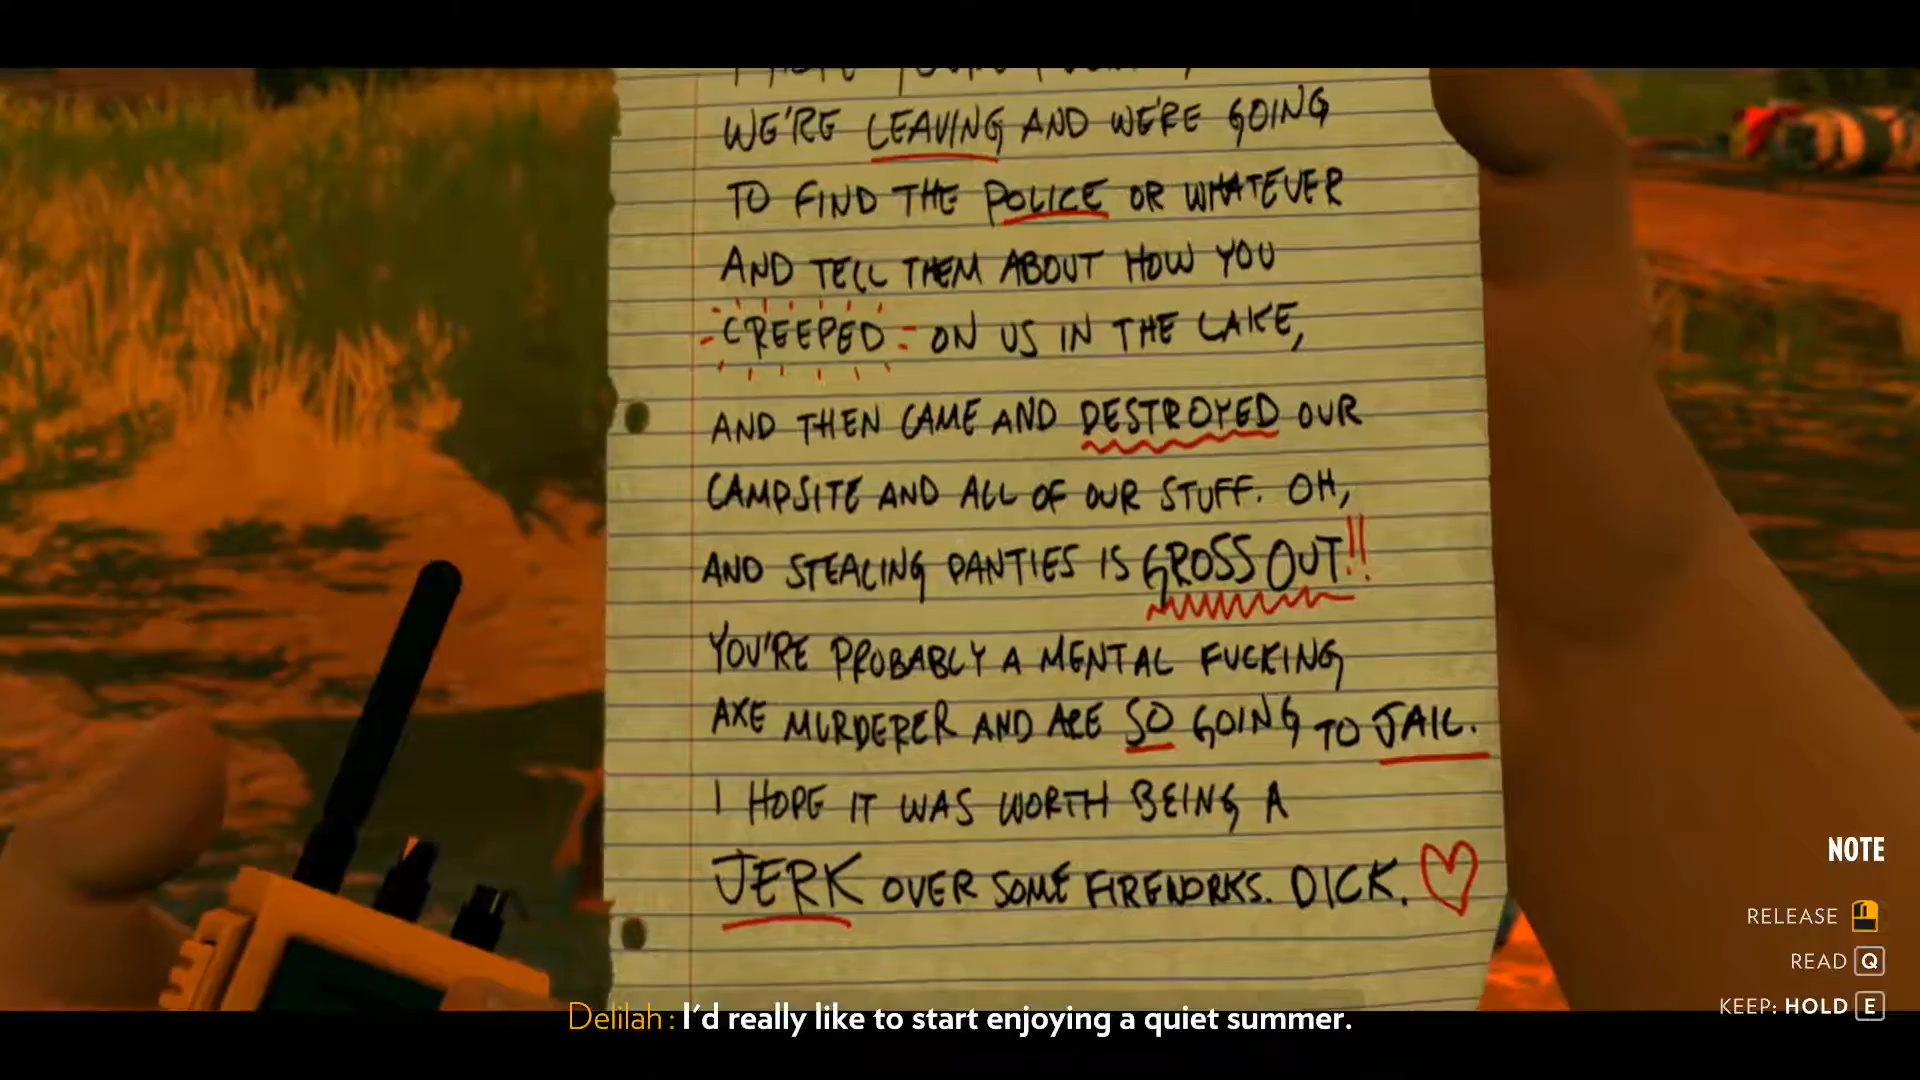 WE'RE LEAVING AND WE'RE GOING
TO FIND THE POLICE OR WHATEVER
AND TELL THEM ABOUT HOW YOU
CREEPED ON US IN THE LAKE,
AND THEN CAME AND DESTROYED OUR
CAMPSITE AND ALL OF OUR STUFF. OH,
AND STEALING PANTIES IS GROSS OUT!!
YOU'RE PROBABLY A MENTAL FUCKING
AXE MURDERER AND ARE SO GOING TO JAIL.
I HOPE IT WAS WORTH BEING A
JERK OVER SOME FIREWORKS. DICK.
NOTE
RELEASE
READ Q
KEEP: HOLD E
Delilah : I'd really like to start enjoying a quiet summer.